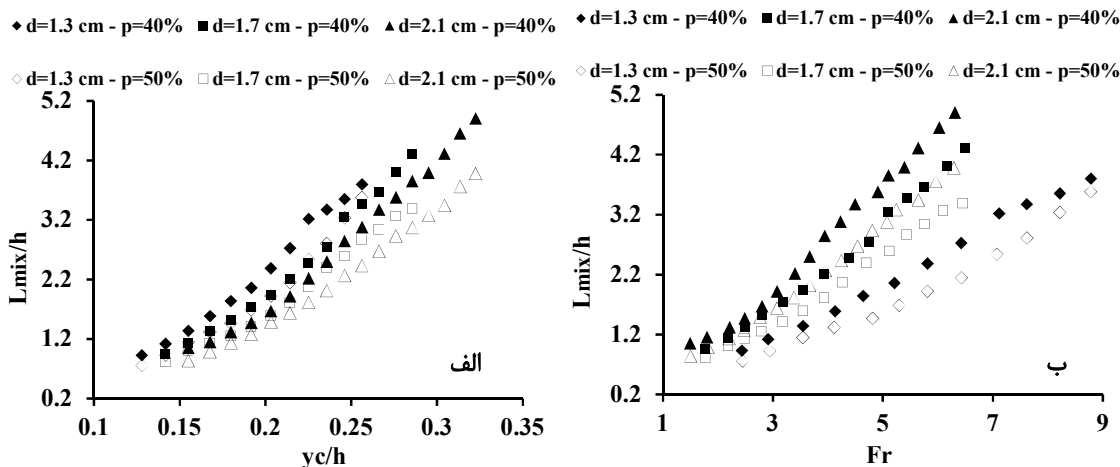 ◆ d=1.3 cm - p=40% ■ d=1.7 cm - p=40% ▲ d=2.1 cm - p=40%
◇ d=1.3 cm - p=50% □ d=1.7 cm - p=50% △ d=2.1 cm - p=50%
5.2
4.2
3.2
2.2
1.2
0.2
Lmix/h
0.1 0.15 0.2 0.25 0.3 0.35
yc/h
الف
◆ d=1.3 cm - p=40% ■ d=1.7 cm - p=40% ▲ d=2.1 cm - p=40%
◇ d=1.3 cm - p=50% □ d=1.7 cm - p=50% △ d=2.1 cm - p=50%
5.2
4.2
3.2
2.2
1.2
0.2
Lmix/h
1 3 5 7 9
Fr
ب